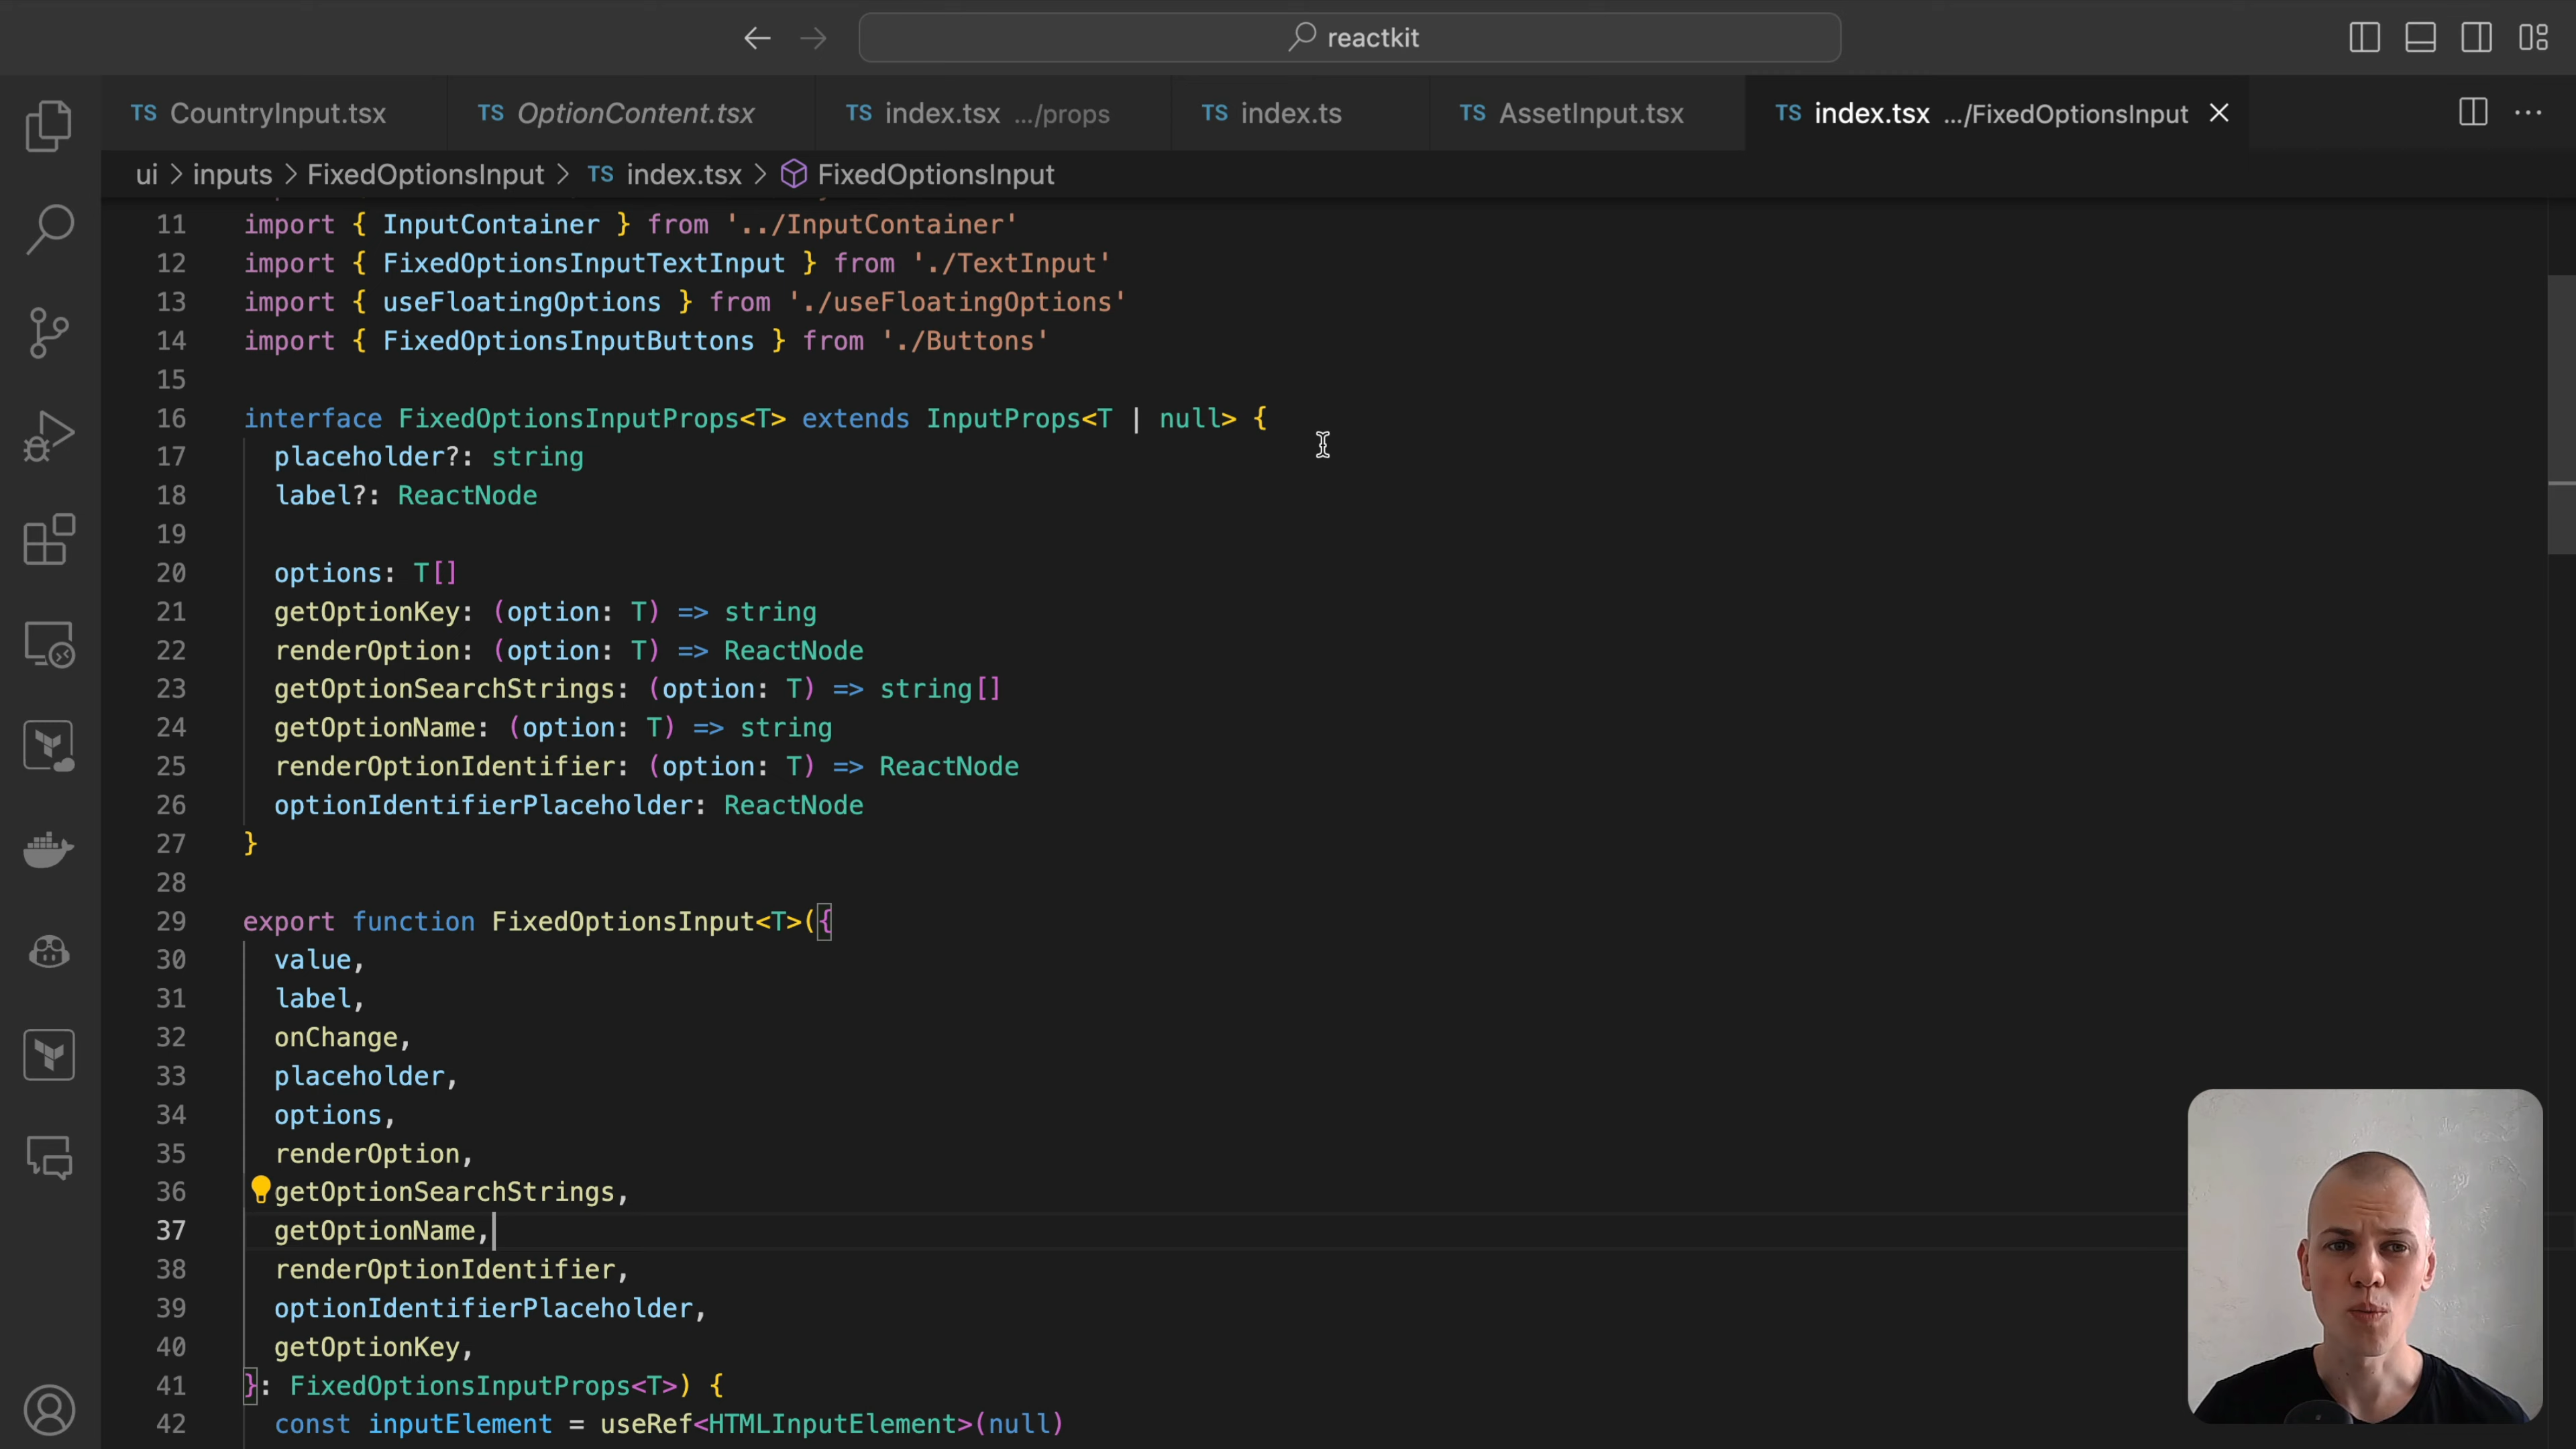 reactkit
TS CountryInput.tsx TS OptionContent.tsx TS index.tsx .../props TS index.ts TS AssetInput.tsx TS index.tsx .../FixedOptionsInput
ui > inputs > FixedOptionsInput > TS index.tsx > FixedOptionsInput
11 import { InputContainer } from '../InputContainer'
12 import { FixedOptionsInputTextInput } from './TextInput'
13 import { useFloatingOptions } from './useFloatingOptions'
14 import { FixedOptionsInputButtons } from './Buttons'
15
16 interface FixedOptionsInputProps<T> extends InputProps<T | null> {
17 placeholder?: string
18 label?: ReactNode
19
20 options: T[]
21 getOptionKey: (option: T) => string
22 renderOption: (option: T) => ReactNode
23 getOptionSearchStrings: (option: T) => string[]
24 getOptionName: (option: T) => string
25 renderOptionIdentifier: (option: T) => ReactNode
26 optionIdentifierPlaceholder: ReactNode
27 }
28
29 export function FixedOptionsInput<T>({
30 value,
31 label,
32 onChange,
33 placeholder,
34 options,
35 renderOption,
36 getOptionSearchStrings,
37 getOptionName,
38 renderOptionIdentifier,
39 optionIdentifierPlaceholder,
40 getOptionKey,
41 }: FixedOptionsInputProps<T>) {
42 const inputElement = useRef<HTMLInputElement>(null)